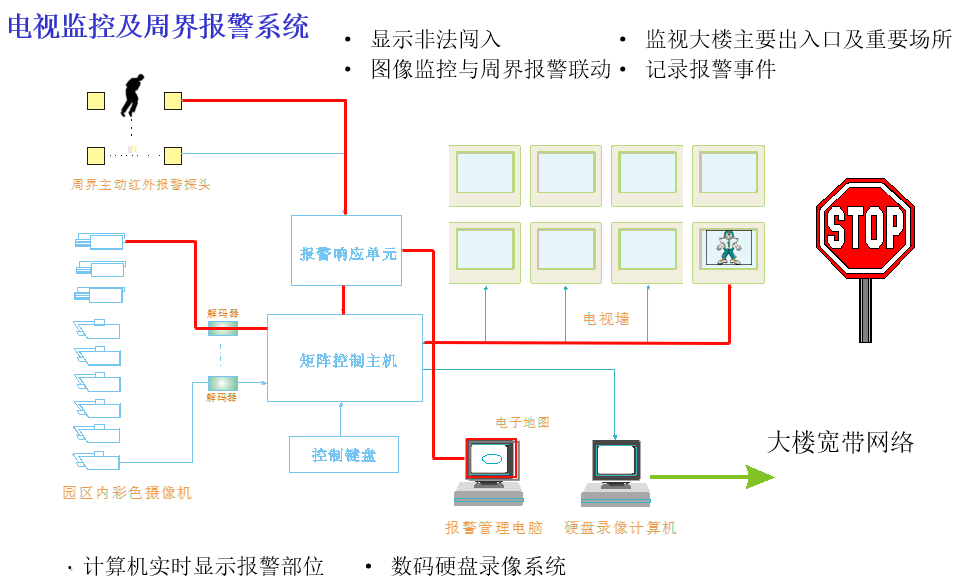 电视监控及周界报警系统
• 显示非法闯入
• 监视大楼主要出入口及重要场所
• 图像监控与周界报警联动
• 记录报警事件
周界主动红外报警探头
报警响应单元
STOP
解码器
电视墙
矩阵控制主机
解码器
电子地图
大楼宽带网络
控制键盘
园区内彩色摄像机
报警管理电脑
硬盘录像计算机
· 计算机实时显示报警部位
• 数码硬盘录像系统